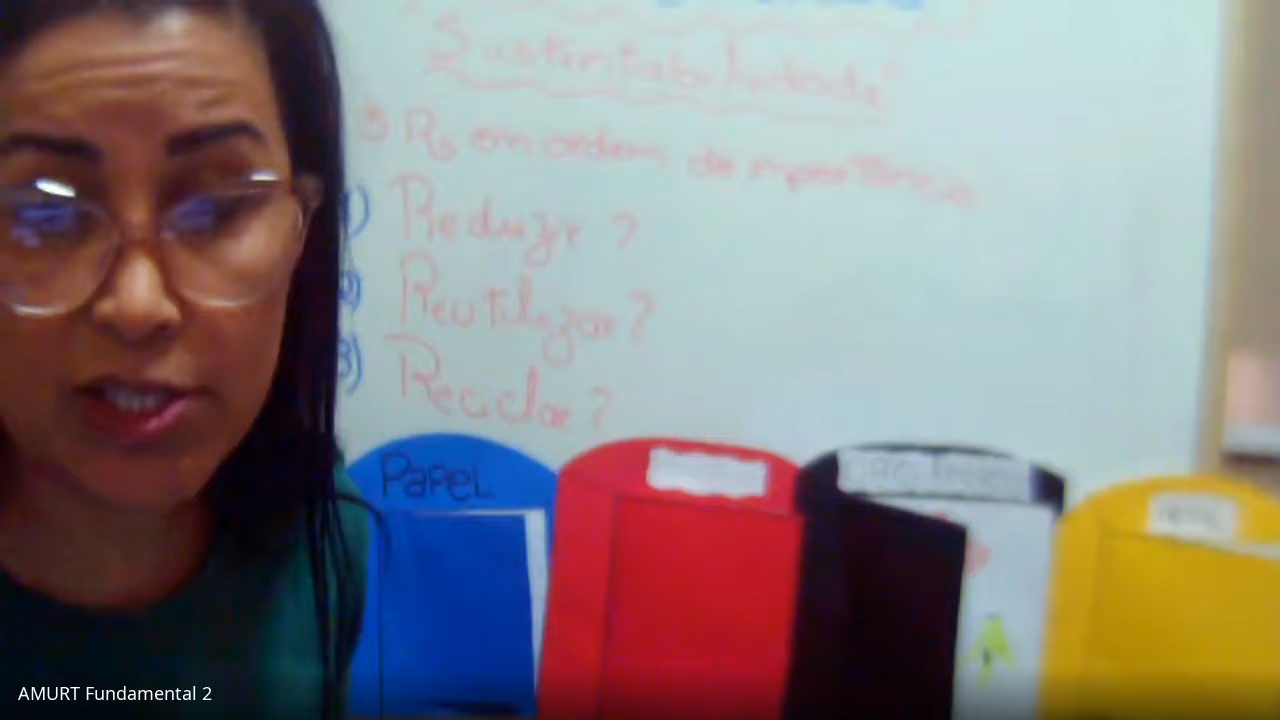 Sustentabilidade
3 Rs em ordem de importância
1) Reduzir ?
2) Reutilizar ?
3) Reciclar ?
PAPEL
AMURT Fundamental 2